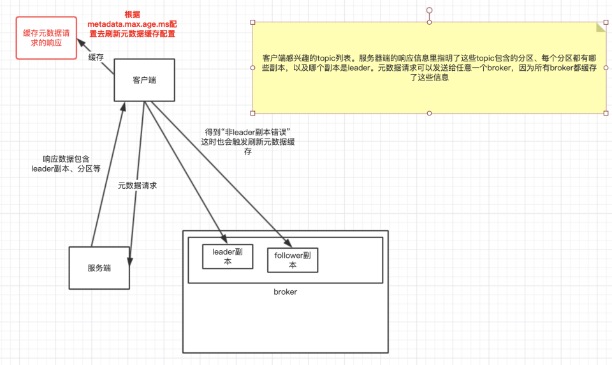 根据
metadata.max.age.ms配
置去刷新元数据缓存配置
缓存元数据请
求的响应
缓存
客户端
客户端感兴趣的topic列表。服务器端的响应信息里指明了这些topic包含的分区、每个分区都有哪
些副本，以及哪个副本是leader。元数据请求可以发送给任意一个broker，因为所有broker都缓存
了这些信息
得到“非leader副本错误”
这时也会触发刷新元数据缓
存
响应数据包含
leader副本、分区等
元数据请求
服务端
leader副
本
follower副
本
broker